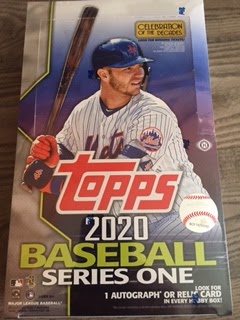 CELEBRATION
OF THE DECADES
Mets
TOPPS
2020
BASEBALL
SERIES ONE
LOOK FOR
1 AUTOGRAPH OR RELIC CARD
IN EVERY HOBBY BOX!
MAJOR LEAGUE BASEBALL